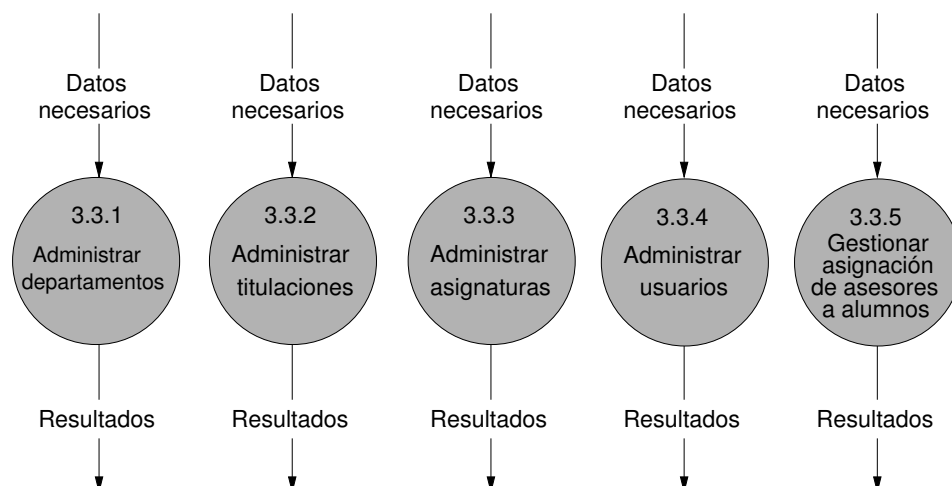 Datos
necesarios
Datos
necesarios
Datos
necesarios
Datos
necesarios
Datos
necesarios
3.3.1
Administrar
departamentos
3.3.2
Administrar
titulaciones
3.3.3
Administrar
asignaturas
3.3.4
Administrar
usuarios
3.3.5
Gestionar
asignación
de asesores
a alumnos
Resultados
Resultados
Resultados
Resultados
Resultados